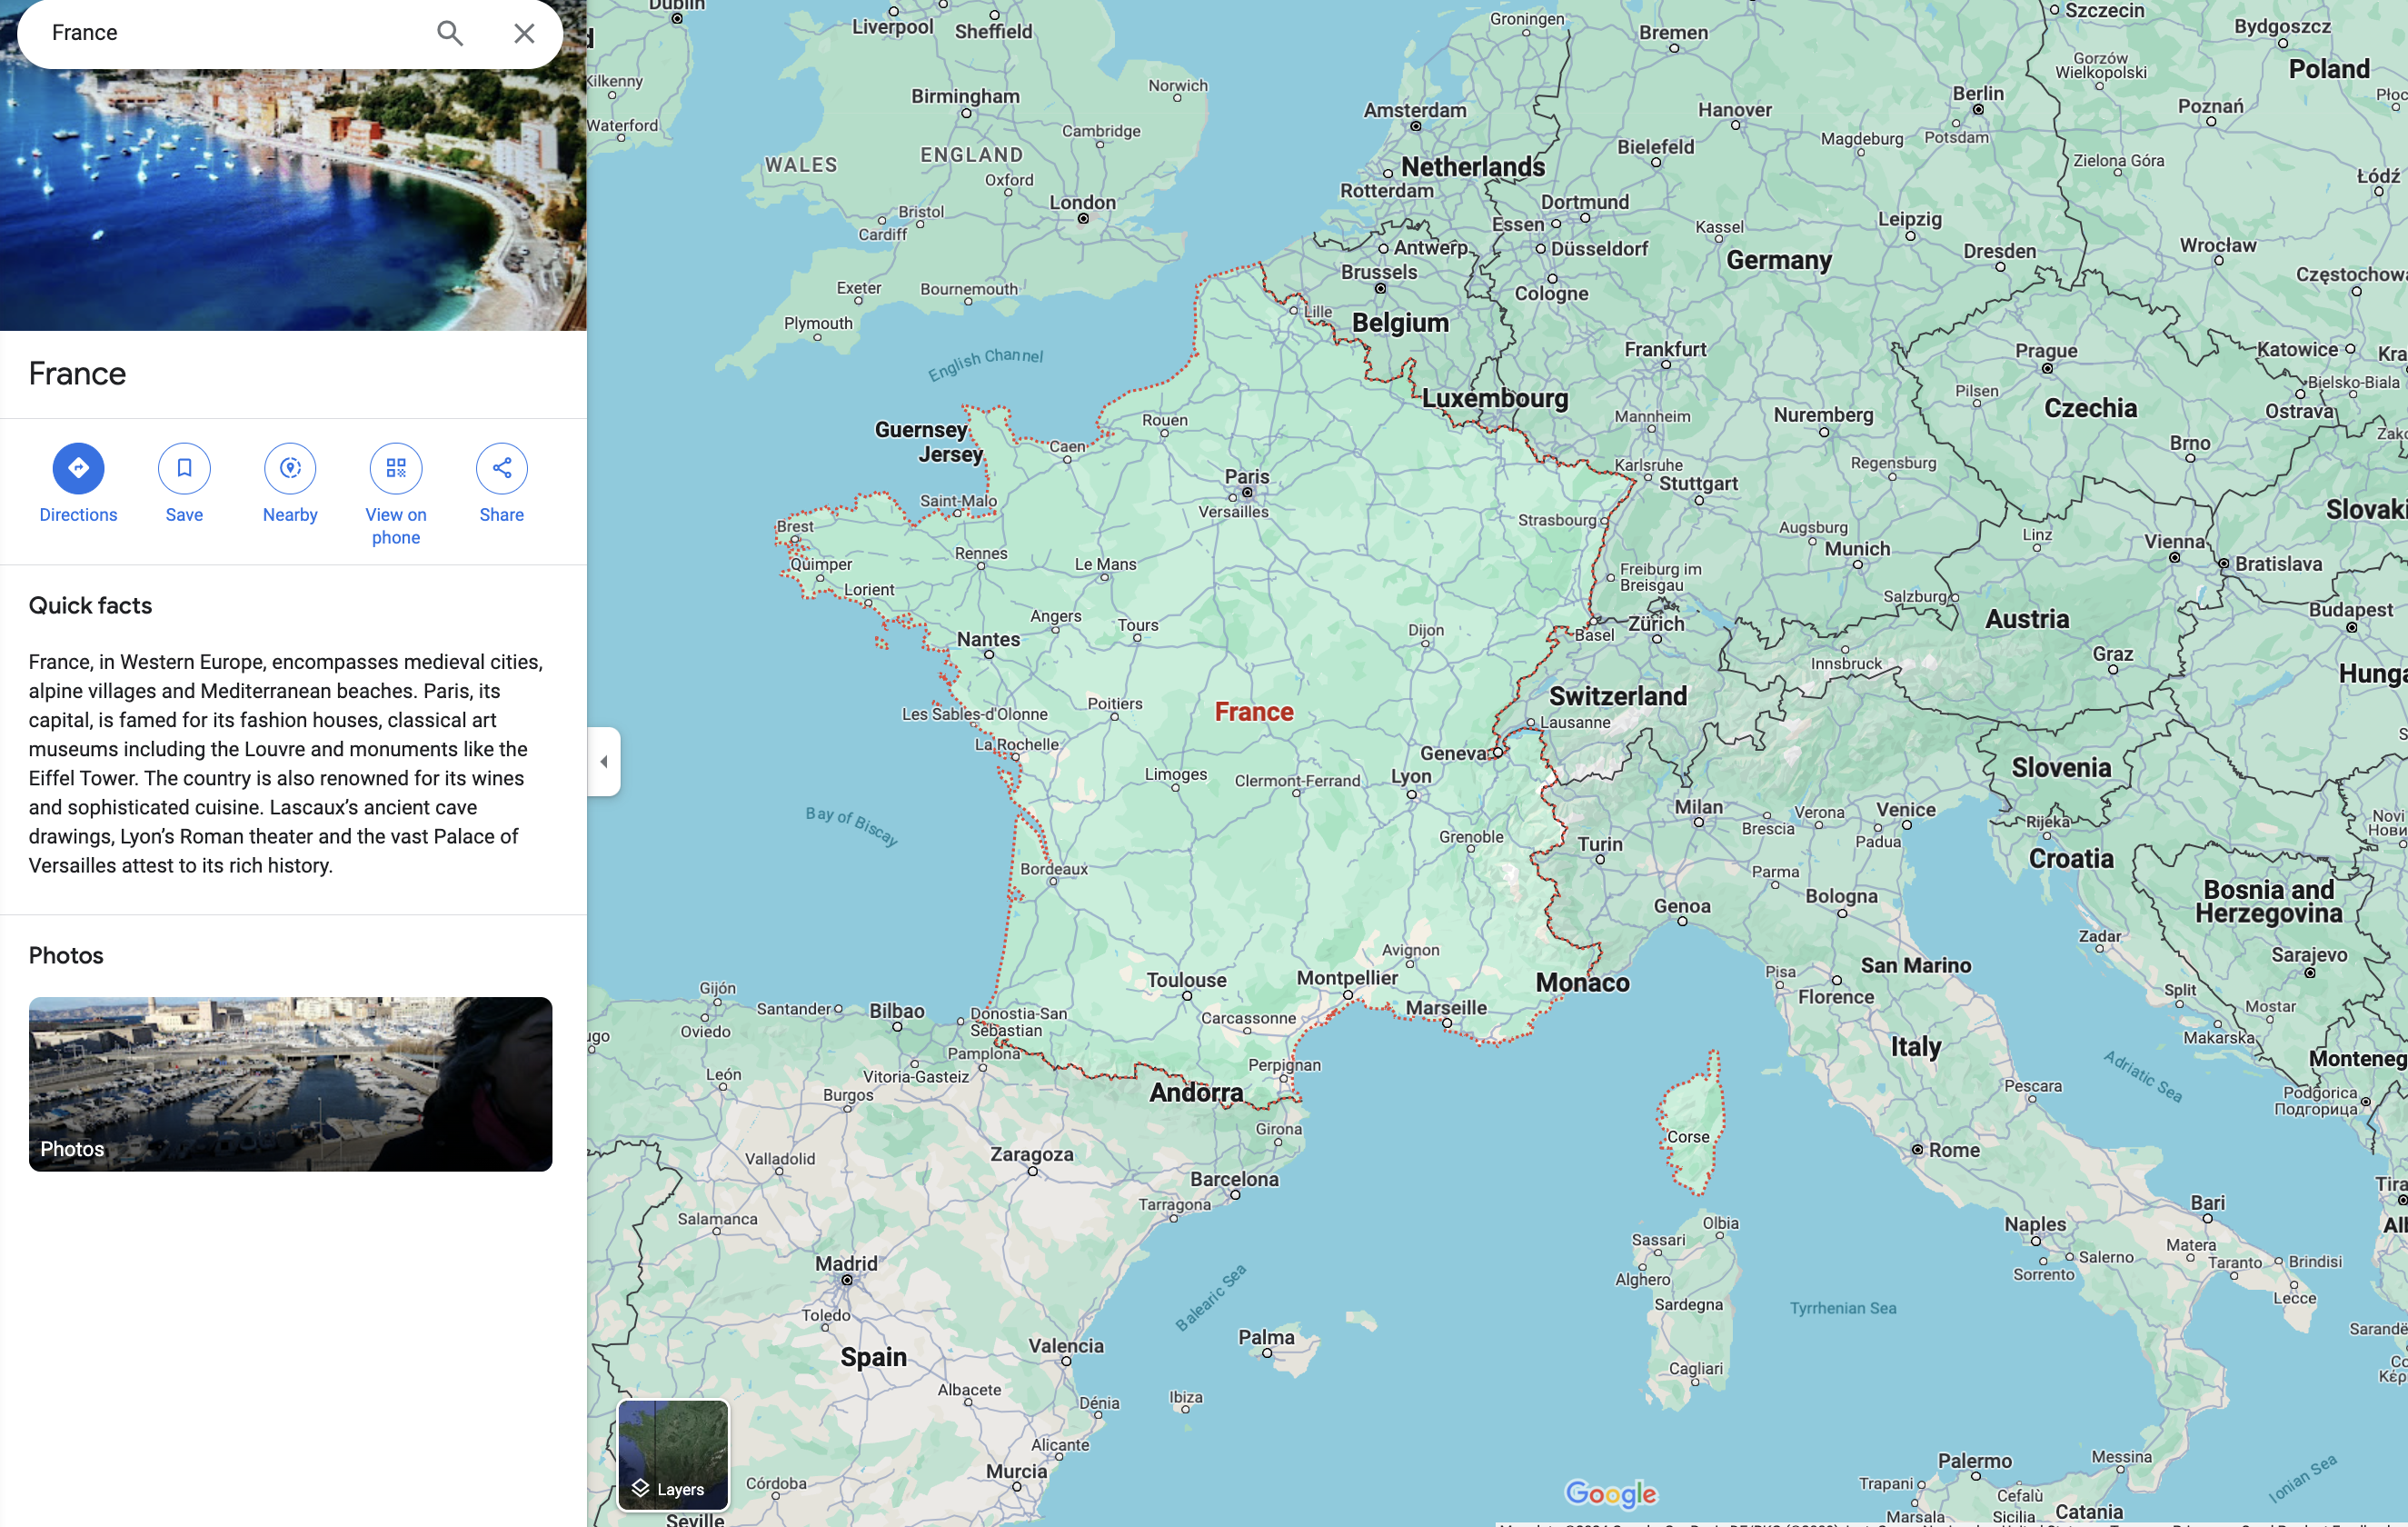 France
France
Directions
Save
Nearby
View on
phone
Share
Quick facts
France, in Western Europe, encompasses medieval cities,
alpine villages and Mediterranean beaches. Paris, its
capital, is famed for its fashion houses, classical art
museums including the Louvre and monuments like the
Eiffel Tower. The country is also renowned for its wines
and sophisticated cuisine. Lascaux’s ancient cave
drawings, Lyon’s Roman theater and the vast Palace of
Versailles attest to its rich history.
Photos
Photos
Dublin
Liverpool
Sheffield
Groningen
Bremen
Szczecin
Bydgoszcz
Kilkenny
Birmingham
Norwich
Amsterdam
Hanover
Berlin
Gorzów
Wielkopolski
Poland
Poznań
Waterford
Cambridge
WALES
ENGLAND
Oxford
Netherlands
Rotterdam
Bielefeld
Magdeburg
Potsdam
Zielona Góra
Łódź
London
Bristol
Cardiff
Dortmund
Essen
Düsseldorf
Kassel
Leipzig
Antwerp
Brussels
Germany
Dresden
Wrocław
Częstochowa
Exeter
Bournemouth
Cologne
Plymouth
Lille
Belgium
English Channel
Frankfurt
Prague
Katowice
Luxembourg
Mannheim
Nuremberg
Pilsen
Czechia
Bielsko-Biala
Ostrava
Guernsey
Jersey
Rouen
Caen
Brno
Paris
Versailles
Karlsruhe
Stuttgart
Regensburg
Saint-Malo
Brest
Strasbourg
Augsburg
Munich
Linz
Vienna
Bratislava
Quimper
Rennes
Le Mans
Lorient
Freiburg im
Breisgau
Salzburg
Budapest
Angers
Tours
Nantes
Dijon
Basel
Zürich
Austria
Innsbruck
Graz
France
Poitiers
Les Sables-d'Olonne
Switzerland
Lausanne
La Rochelle
Geneva
Slovenia
Limoges
Clermont-Ferrand
Lyon
Milan
Verona
Venice
Brescia
Padua
Rijeka
Bay of Biscay
Grenoble
Turin
Croatia
Bordeaux
Parma
Bologna
Genoa
Bosnia and
Herzegovina
Zadar
Sarajevo
Avignon
Toulouse
Montpellier
Monaco
Pisa
San Marino
Florence
Split
Mostar
Gijón
Santander
Bilbao
Oviedo
Donostia-San
Sebastian
Carcassonne
Marseille
Makarska
Pamplona
Perpignan
Italy
Adriatic Sea
León
Vitoria-Gasteiz
Burgos
Andorra
Pescara
Podgorica
Подгорица
Girona
Corse
Valladolid
Zaragoza
Rome
Barcelona
Tarragona
Salamanca
Olbia
Sassari
Naples
Bari
Madrid
Alghero
Salerno
Matera
Taranto
Brindisi
Sorrento
Toledo
Balearic Sea
Sardegna
Tyrrhenian Sea
Lecce
Palma
Valencia
Spain
Cagliari
Albacete
Ibiza
Dénia
Alicante
Murcia
Córdoba
Layers
Google
Palermo
Trapani
Messina
Cefalù
Marsala
Sicilia
Catania
Ionian Sea
Seville